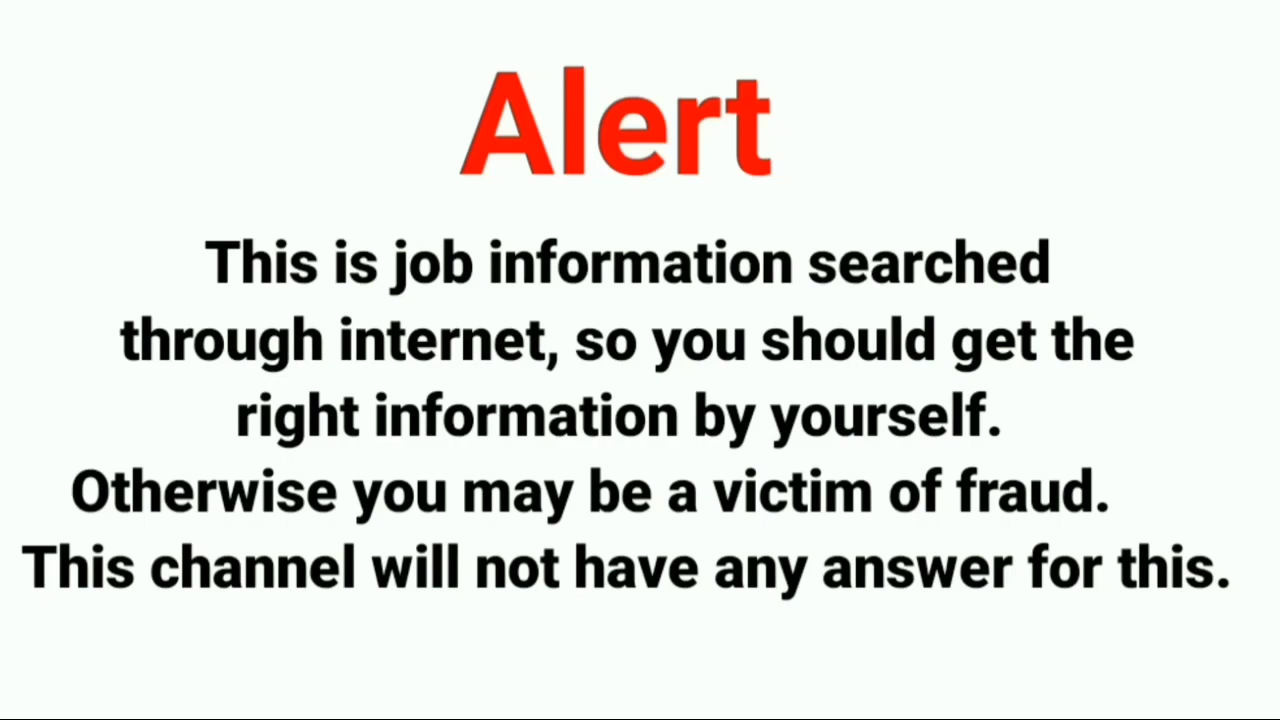 Alert
This is job information searched
through internet, so you should get the
right information by yourself.
Otherwise you may be a victim of fraud.
This channel will not have any answer for this.